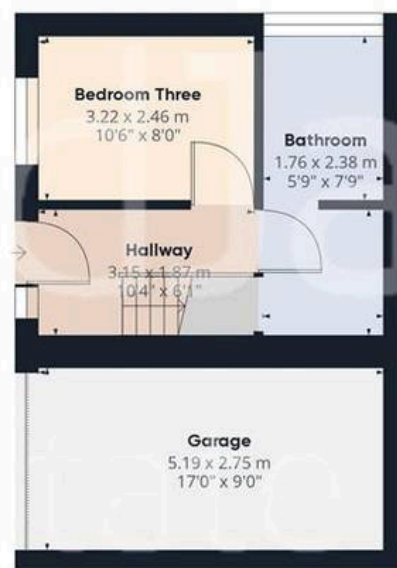 Bedroom Three
3.22 x 2.46 m
10'6" x 8'0"
Bathroom
1.76 x 2.38 m
5'9" x 7'9"
Hallway
3.15 x 1.87 m
10'4" x 6'1"
Garage
5.19 x 2.75 m
17'0" x 9'0"